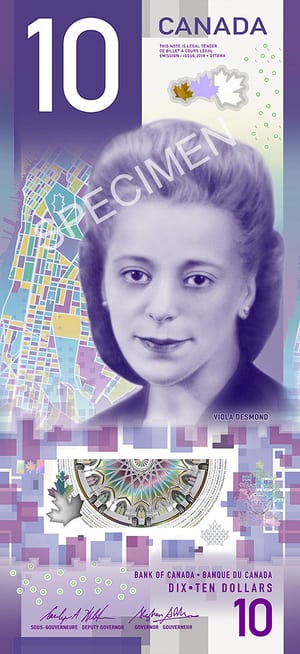 10
CANADA
THIS NOTE IS LEGAL TENDER
CE BILLET A COURS LÉGAL
ÉMISSION / ISSUE 2018 • OTTAWA
SPECIMEN
VIOLA DESMOND
BANK OF CANADA • BANQUE DU CANADA
DIX•TEN DOLLARS
SOUS-GOUVERNEURE DEPUTY GOVERNOR GOVERNOR GOUVERNEUR
10